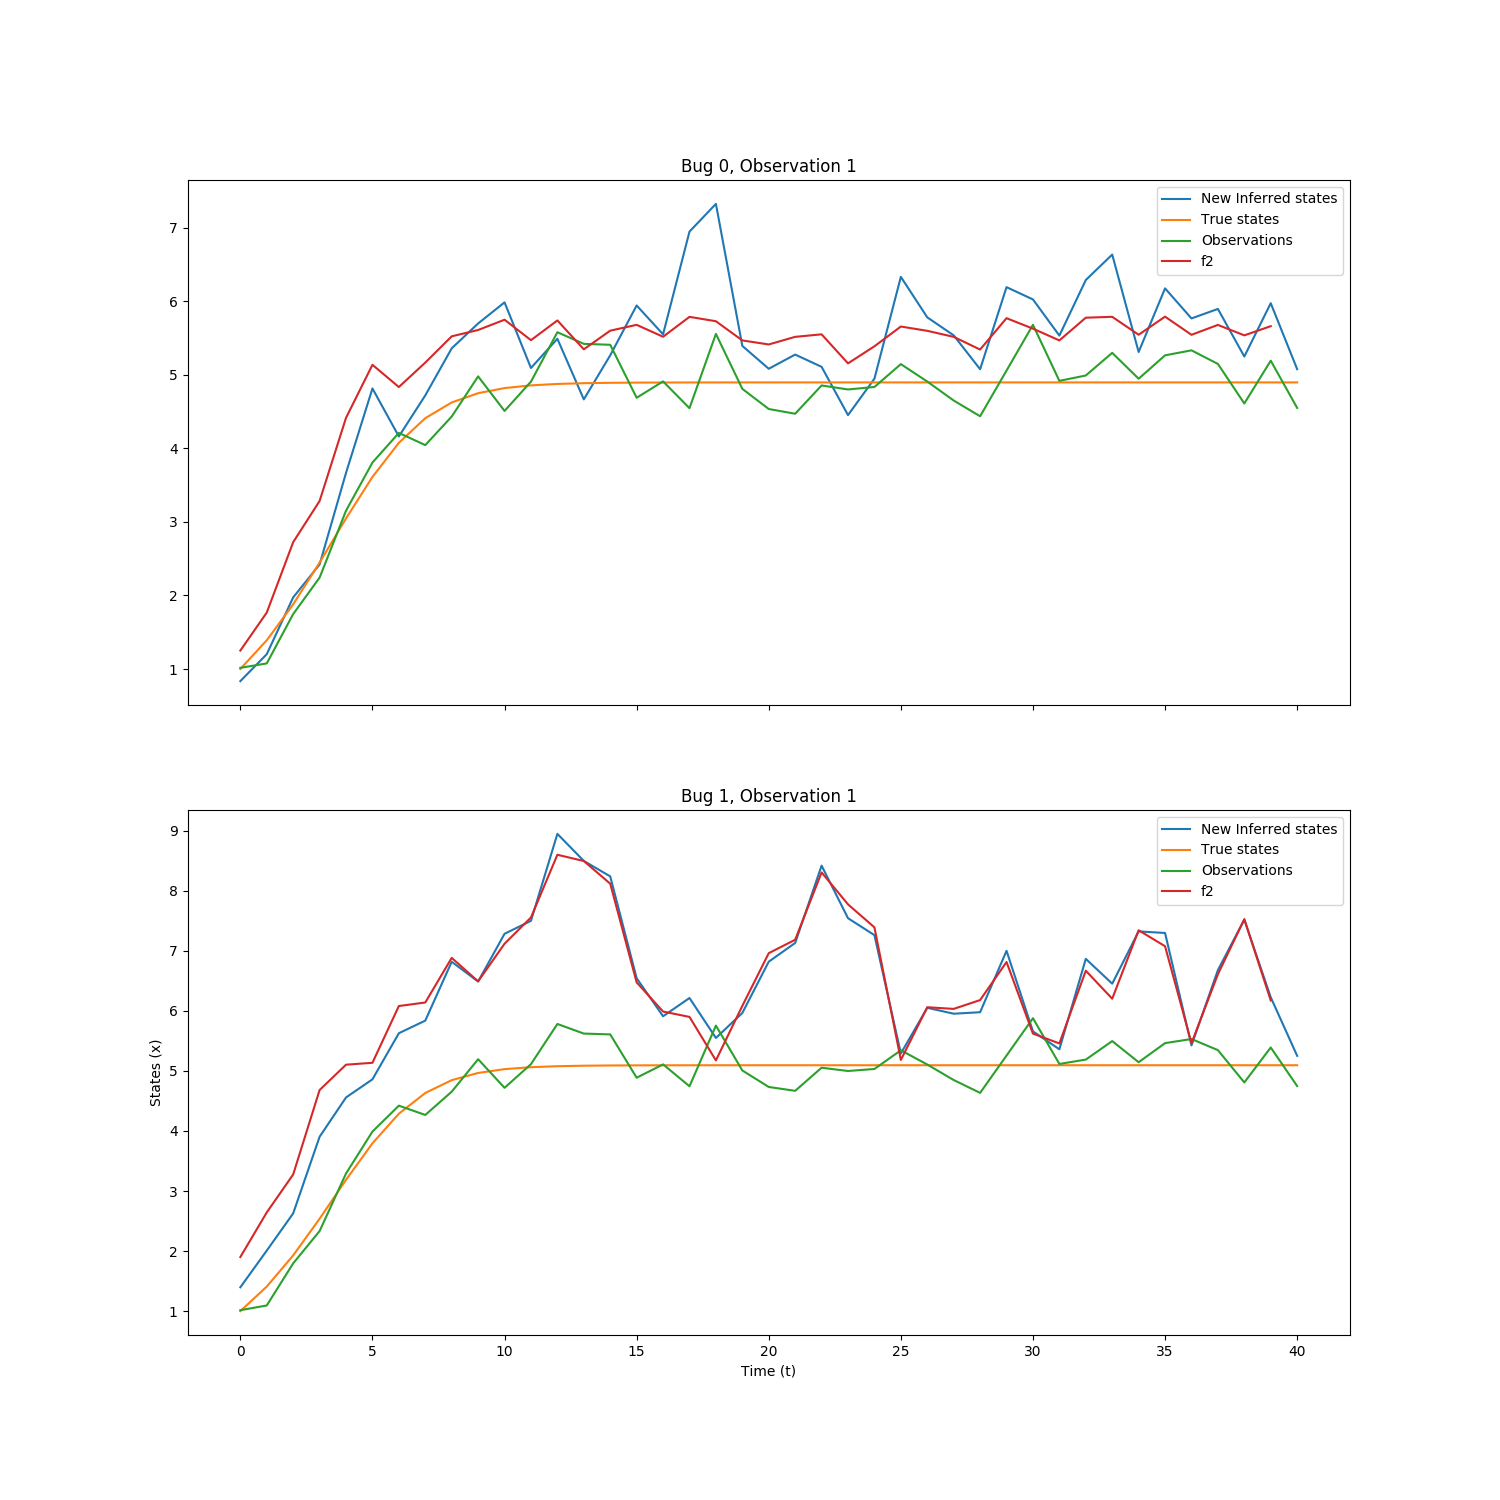 Bug 0, Observation 1
New Inferred states
True states
Observations
f2
7
6
5
4
3
2
1
Bug 1, Observation 1
New Inferred states
True states
Observations
f2
9
8
7
6
5
4
3
2
1
States (x)
0 5 10 15 20 25 30 35 40
Time (t)